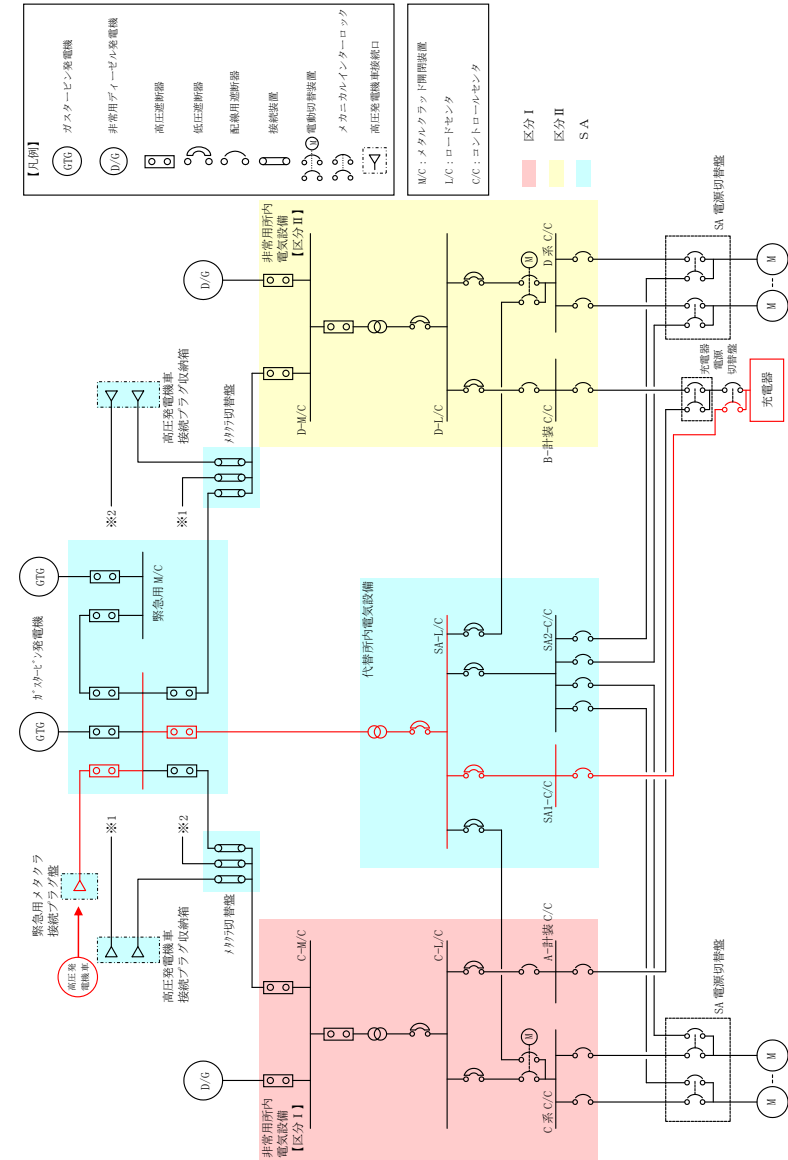 【凡例】
GTG
ガスタービン発電機
D/G
非常用ディーゼル発電機
高圧遮断器
低圧遮断器
配線用遮断器
接続装置
M
電動切替装置
メカニカルインターロック
高圧発電機車接続口
M/C：メタルクラッド開閉装置
L/C：ロードセンタ
C/C：コントロールセンタ
区分Ⅰ
区分Ⅱ
ＳＡ
高圧発
電機車
緊急用メタクラ
接続プラグ盤
GTG
ｶﾞｽﾀｰﾋﾞﾝ発電機
GTG
緊急用 M/C
※1
※2
高圧発電機車
接続プラグ収納箱
ﾒﾀｸﾗ切替盤
※2
※1
高圧発電機車
接続プラグ収納箱
ﾒﾀｸﾗ切替盤
D/G
非常用所内
電気設備
【区分Ⅰ】
C-M/C
C-L/C
M
C 系 C/C
A-計装 C/C
代替所内電気設備
SA-L/C
SA1-C/C
SA2-C/C
D/G
非常用所内
電気設備
【区分Ⅱ】
D-M/C
D-L/C
B-計装 C/C
M
D 系 C/C
SA 電源切替盤
M
M
充電器
電源
切替盤
充電器
SA 電源切替盤
M
M